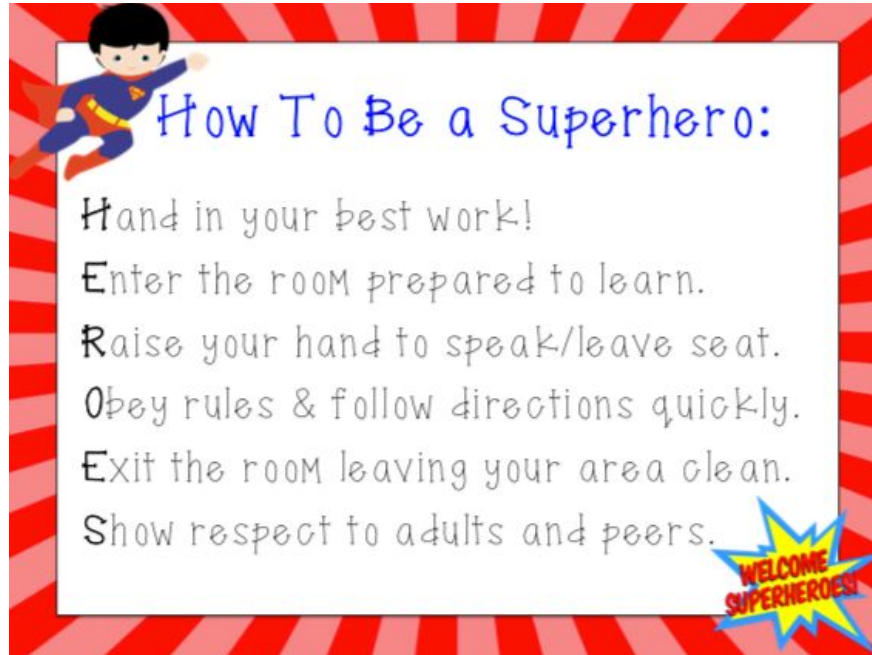 How To Be a Superhero:
Hand in your best work!
Enter the room prepared to learn.
Raise your hand to speak/leave seat.
Obey rules & follow directions quickly.
Exit the room leaving your area clean.
Show respect to adults and peers.
WELCOME
SUPERHEROES!